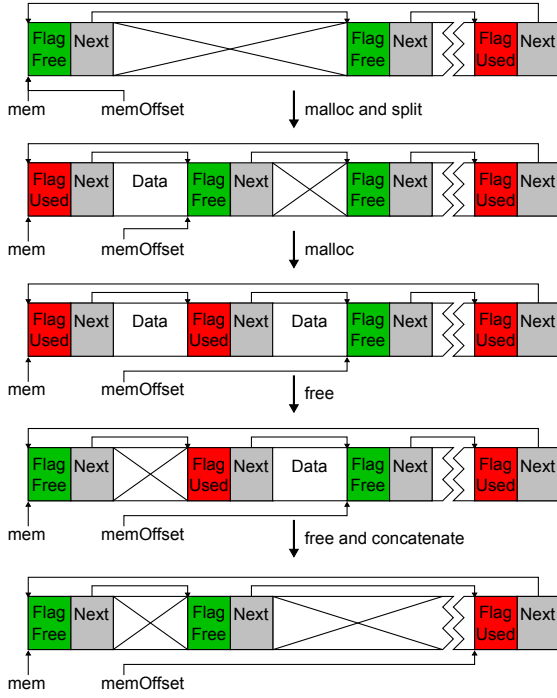 Flag Free Next Flag Free Next Flag Used Next
mem memOffset
malloc and split
Flag Used Next Data Flag Free Next Flag Free Next Flag Used Next
mem memOffset
malloc
Flag Used Next Data Flag Used Next Data Flag Free Next Flag Used Next
mem memOffset
free
Flag Free Next Flag Used Next Data Flag Free Next Flag Used Next
mem memOffset
free and concatenate
Flag Free Next Flag Free Next Flag Used Next
mem memOffset